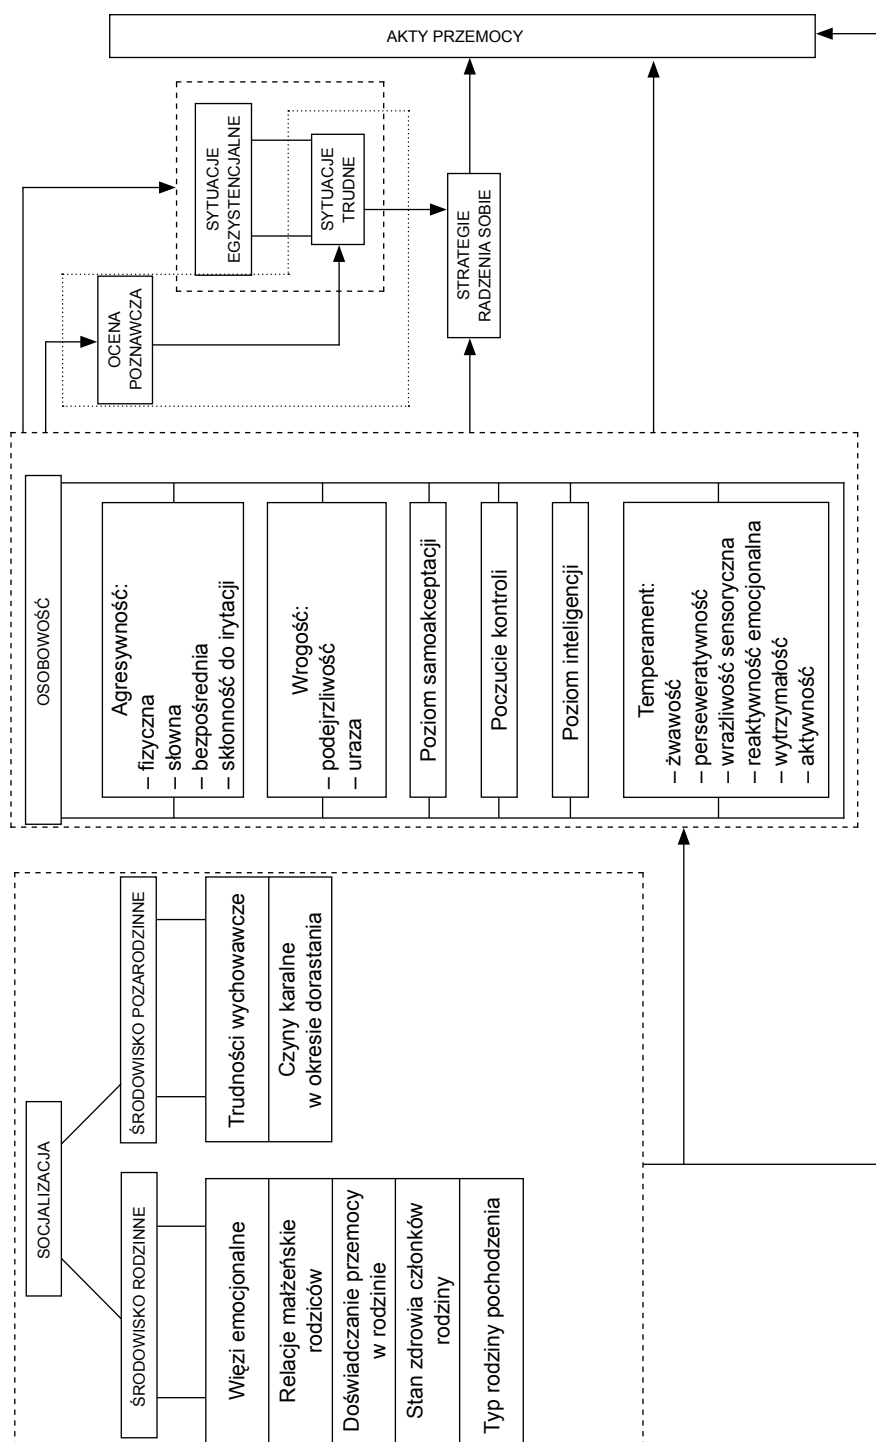 SOCJALIZACJA
ŚRODOWISKO RODZINNE
Więzi emocjonalne
Relacje małżeńskie
rodziców
Doświadczanie przemocy
w rodzinie
Stan zdrowia członków
rodziny
Typ rodziny pochodzenia
ŚRODOWISKO POZARODZINNE
Trudności wychowawcze
Czyny karalne
w okresie dorastania
OSOBOWOŚĆ
Agresywność:
– fizyczna
– słowna
– bezpośrednia
– skłonność do irytacji
Wrogość:
– podejrzliwość
– uraza
Poziom samoakceptacji
Poczucie kontroli
Poziom inteligencji
Temperament:
– żwawość
– perseweratywność
– wrażliwość sensoryczna
– reaktywność emocjonalna
– wytrzymałość
– aktywność
OCENA
POZNAWCZA
SYTUACJE
EGZYSTENCJALNE
SYTUACJE
TRUDNE
STRATEGIE
RADZENIA SOBIE
AKTY PRZEMOCY